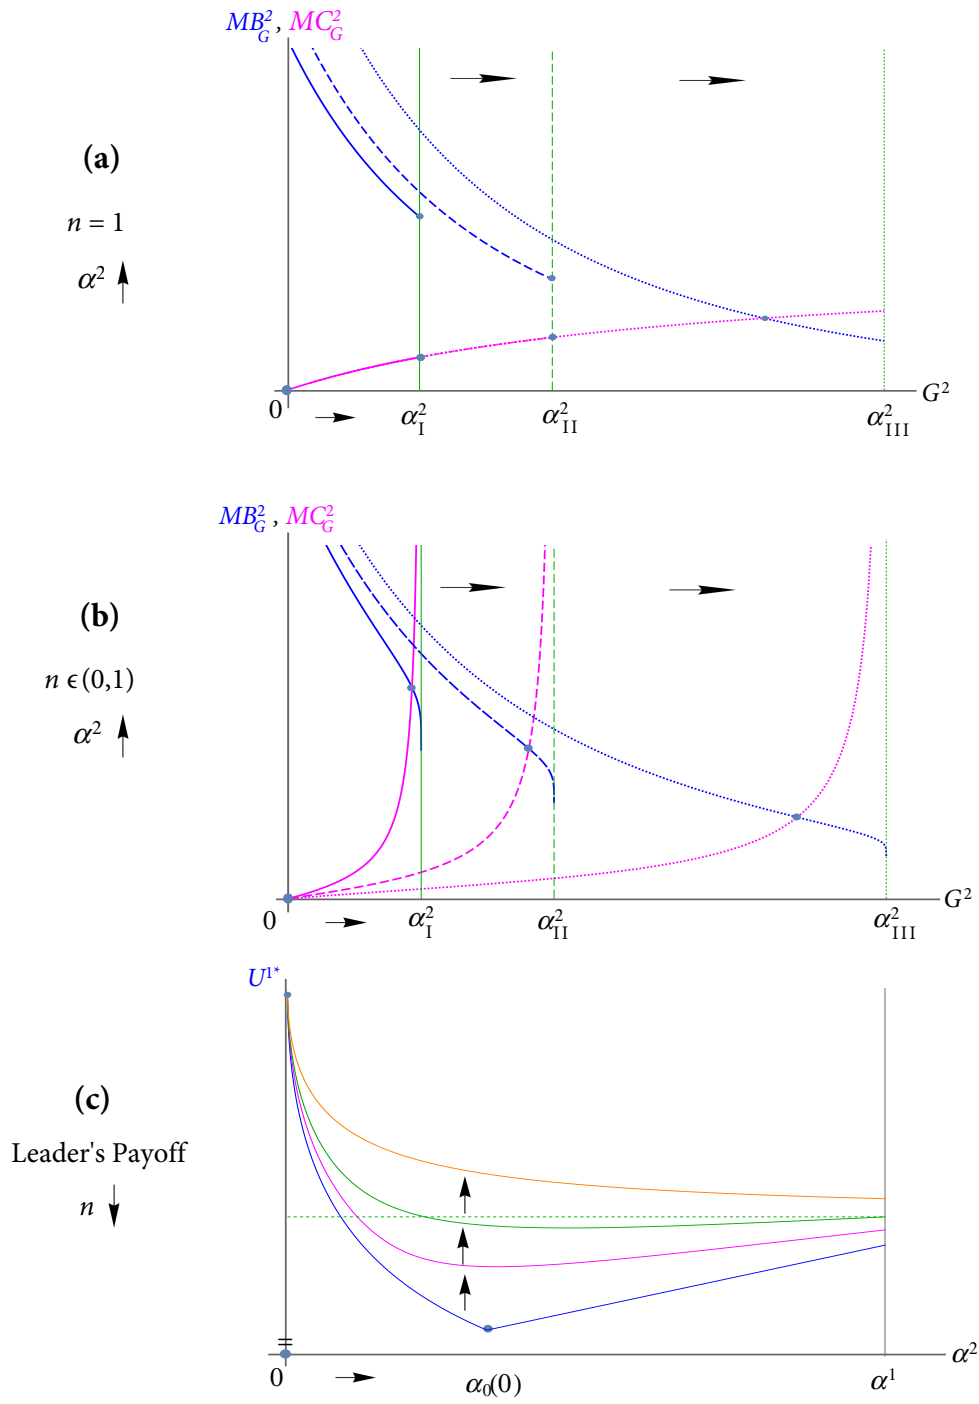 MB²_G , MC²_G
(a)
n = 1
α² ↑
0
α²_I
α²_II
α²_III
G²
MB²_G , MC²_G
(b)
n ϵ (0,1)
α² ↑
0
α²_I
α²_II
α²_III
G²
U¹*
(c)
Leader's Payoff
n ↓
0
α₀(0)
α¹
α²